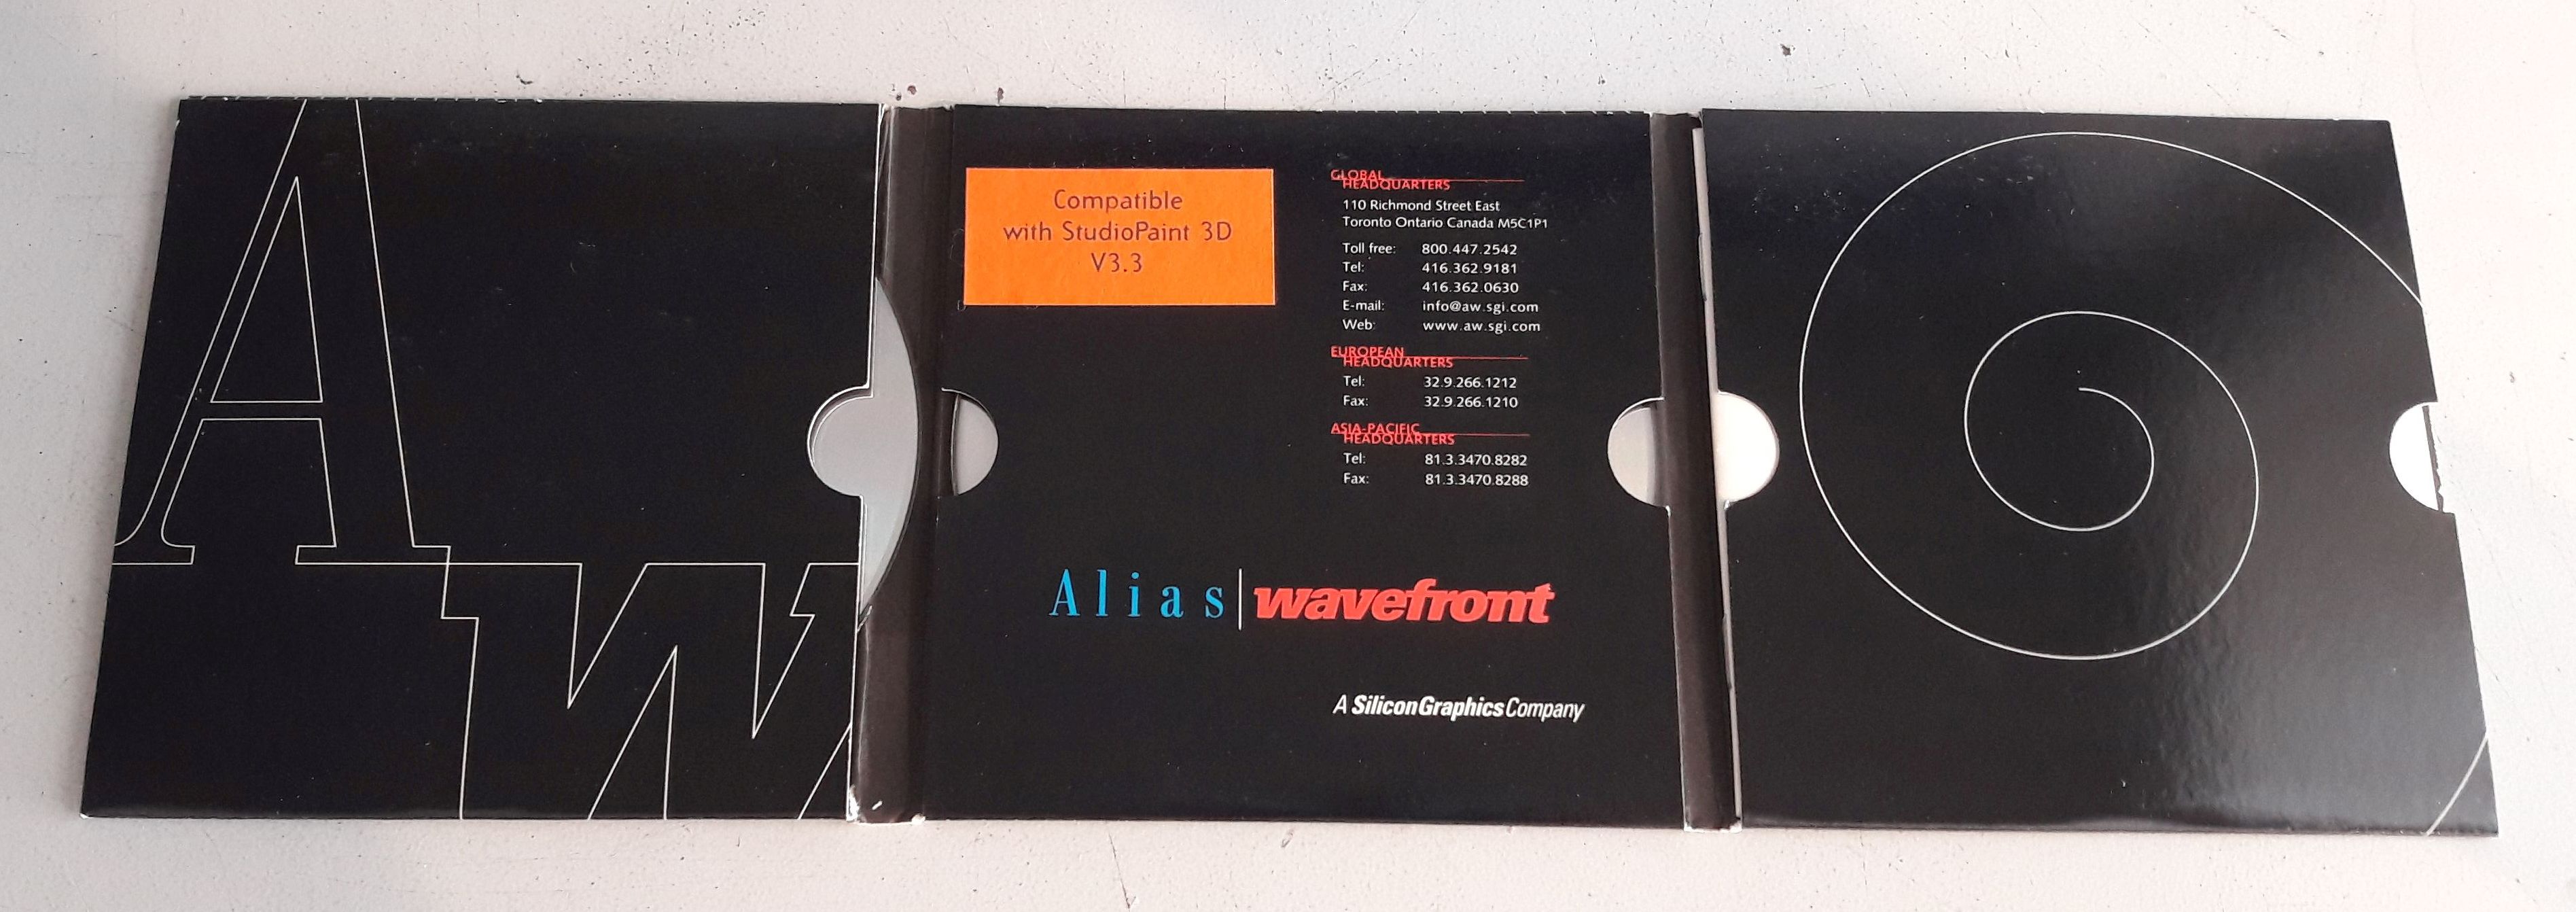 AW
Compatible
with StudioPaint 3D
V3.3
GLOBAL
HEADQUARTERS
110 Richmond Street East
Toronto Ontario Canada M5C1P1
Toll free: 800.447.2542
Tel: 416.362.9181
Fax: 416.362.0630
E-mail: info@aw.sgi.com
Web: www.aw.sgi.com
EUROPEAN
HEADQUARTERS
Tel: 32.9.266.1212
Fax: 32.9.266.1210
ASIA-PACIFIC
HEADQUARTERS
Tel: 81.3.3470.8282
Fax: 81.3.3470.8288
Alias|wavefront
A SiliconGraphics Company